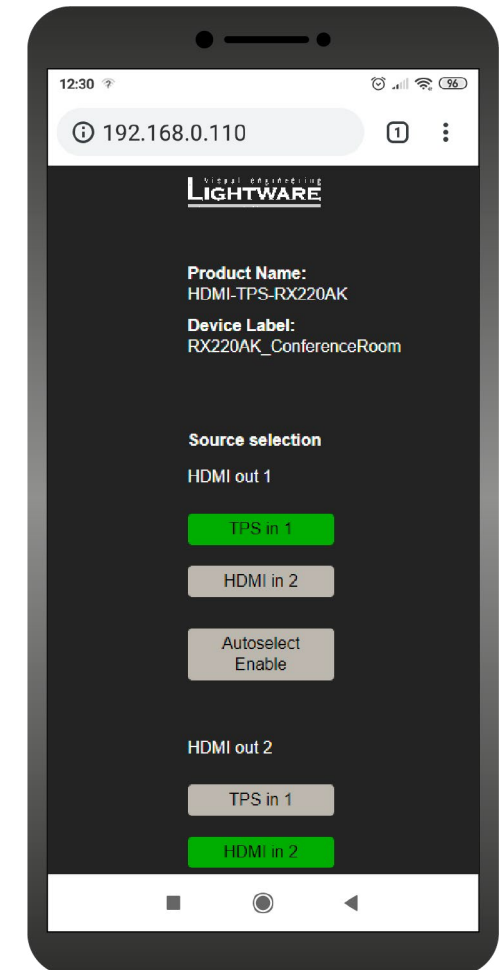 12:30
96
192.168.0.110
1
Visual engineering
LIGHTWARE
Product Name:
HDMI-TPS-RX220AK
Device Label:
RX220AK_ConferenceRoom
Source selection
HDMI out 1
TPS in 1
HDMI in 2
Autoselect
Enable
HDMI out 2
TPS in 1
HDMI in 2